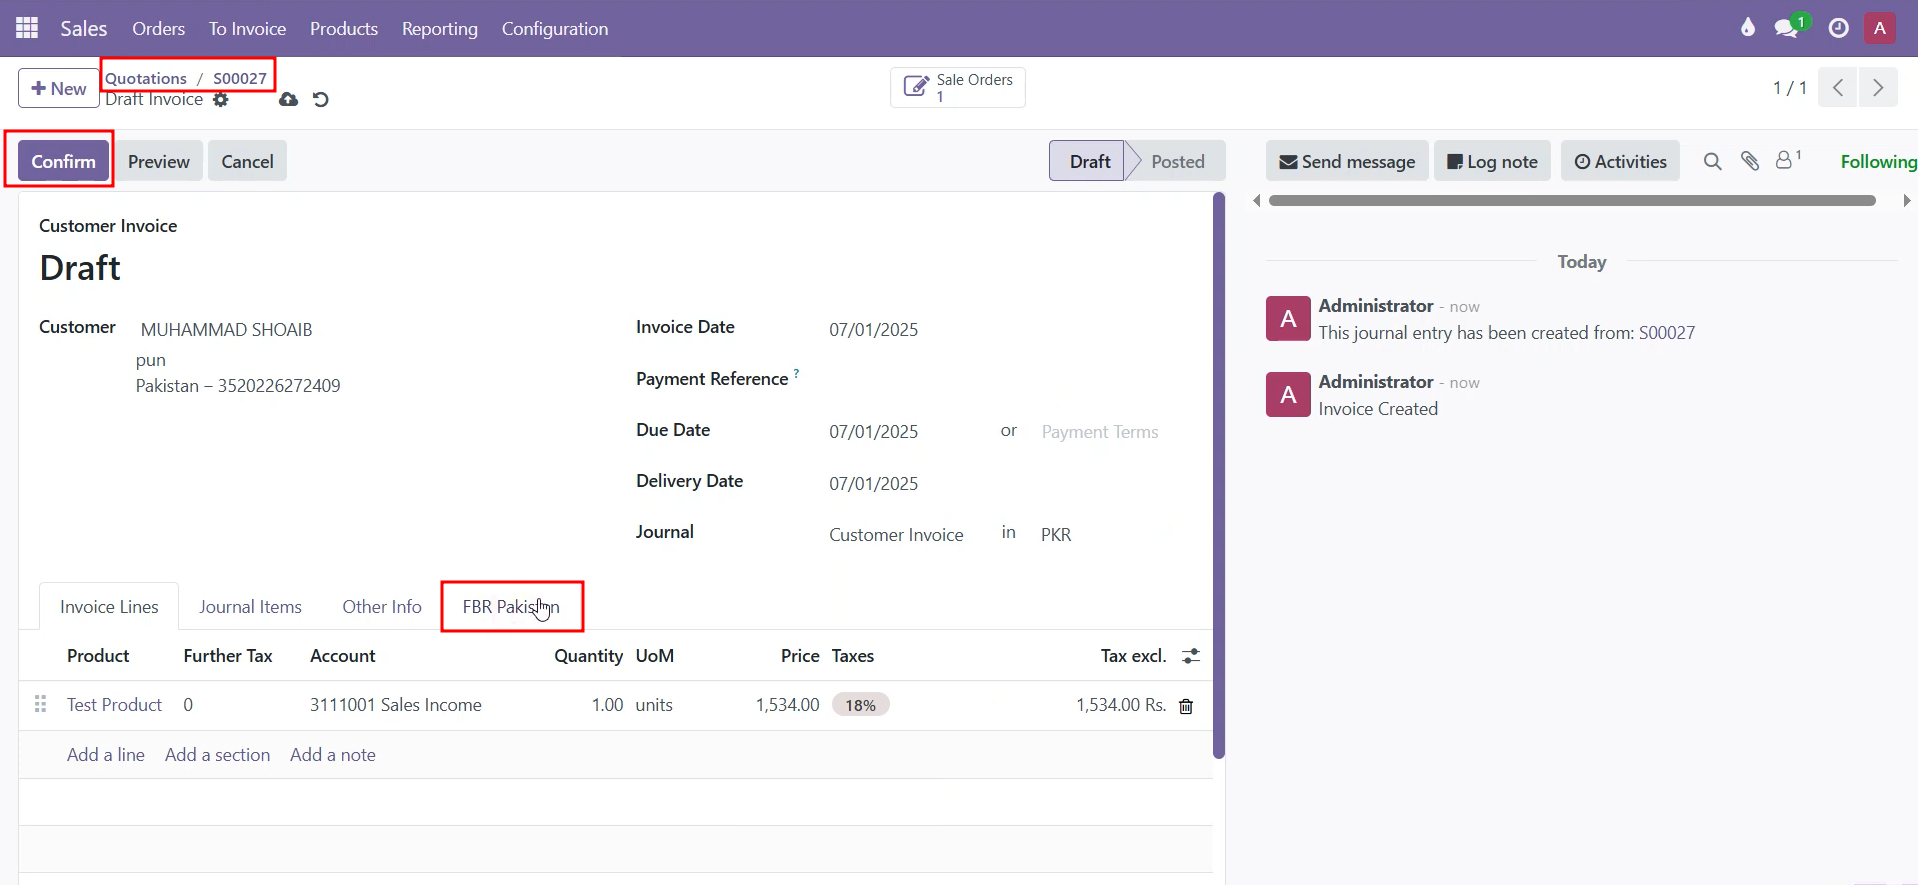 Sales Orders To Invoice Products Reporting Configuration 1 A
New Quotations / S00027 Sale Orders 1 / 1
Draft Invoice 1
Confirm Preview Cancel Draft Posted Send message Log note Activities 1 Following
Customer Invoice
Draft
Customer MUHAMMAD SHOAIB
pun
Pakistan – 3520226272409
Invoice Date 07/01/2025
Payment Reference ?
Due Date 07/01/2025 or Payment Terms
Delivery Date 07/01/2025
Journal Customer Invoice in PKR
Invoice Lines Journal Items Other Info FBR Pakistan
Product Further Tax Account Quantity UoM Price Taxes Tax excl.
Test Product 0 3111001 Sales Income 1.00 units 1,534.00 18% 1,534.00 Rs.
Add a line Add a section Add a note
Today
A Administrator - now
This journal entry has been created from: S00027
A Administrator - now
Invoice Created